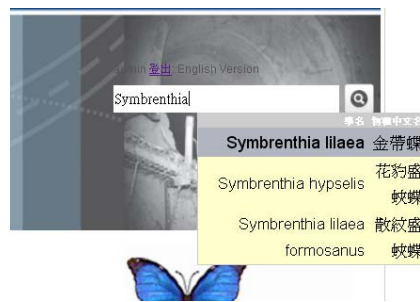 admin 登出 English Version
Symbrenthia
學名 物種中文名
Symbrenthia lilaea 金帶蝶
Symbrenthia hypselis 花豹盛蛺蝶
Symbrenthia lilaea formosanus 散紋盛蛺蝶